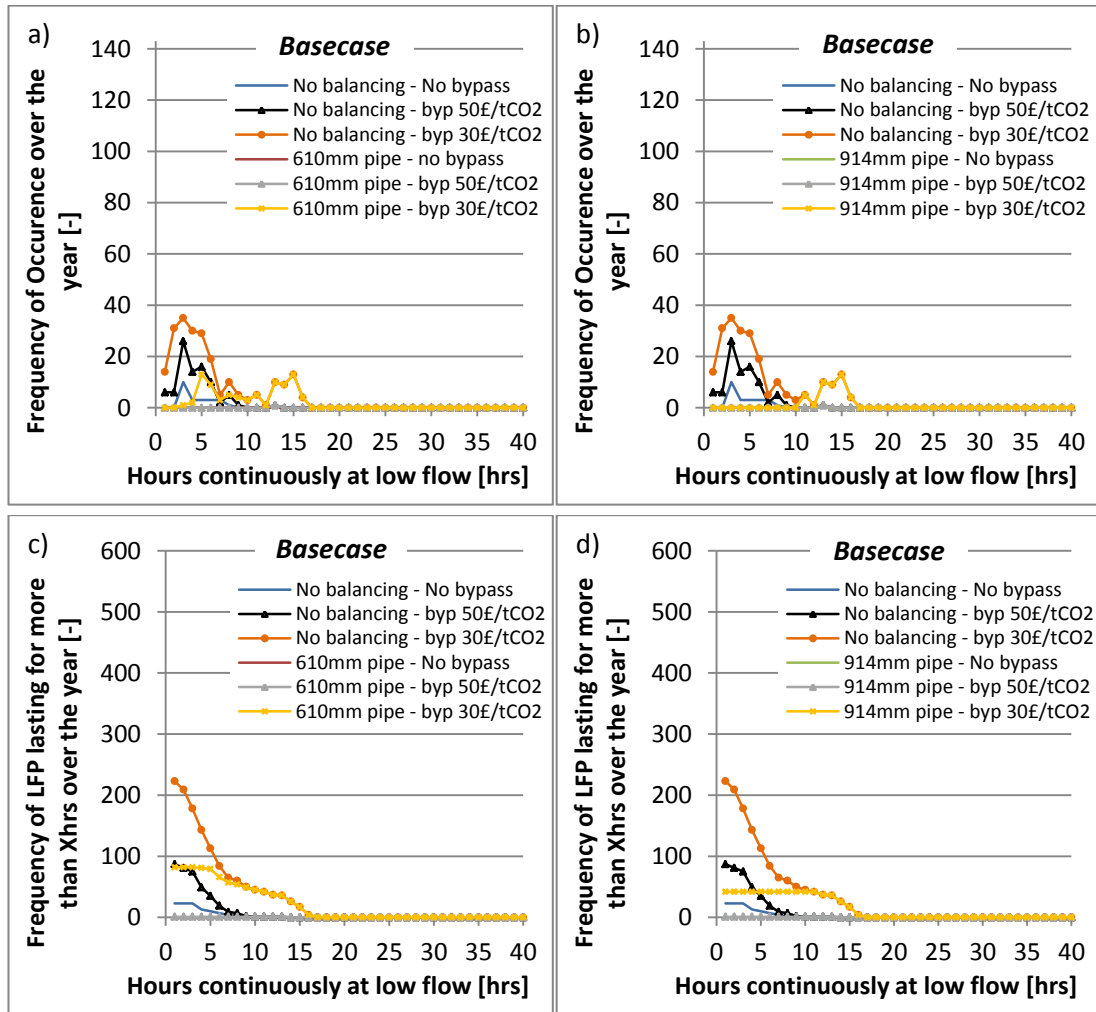 a)
Basecase
No balancing - No bypass
No balancing - byp 50£/tCO2
No balancing - byp 30£/tCO2
610mm pipe - no bypass
610mm pipe - byp 50£/tCO2
610mm pipe - byp 30£/tCO2
Frequency of Occurence over the
year [-]
140
120
100
80
60
40
20
0
0 5 10 15 20 25 30 35 40
Hours continuously at low flow [hrs]
b)
Basecase
No balancing - No bypass
No balancing - byp 50£/tCO2
No balancing - byp 30£/tCO2
914mm pipe - No bypass
914mm pipe - byp 50£/tCO2
914mm pipe - byp 30£/tCO2
Frequency of Occurence over the
year [-]
140
120
100
80
60
40
20
0
0 5 10 15 20 25 30 35 40
Hours continuously at low flow [hrs]
c)
Basecase
No balancing - No bypass
No balancing - byp 50£/tCO2
No balancing - byp 30£/tCO2
610mm pipe - No bypass
610mm pipe - byp 50£/tCO2
610mm pipe - byp 30£/tCO2
Frequency of LFP lasting for more
than Xhrs over the year [-]
600
500
400
300
200
100
0
0 5 10 15 20 25 30 35 40
Hours continuously at low flow [hrs]
d)
Basecase
No balancing - No bypass
No balancing - byp 50£/tCO2
No balancing - byp 30£/tCO2
914mm pipe - No bypass
914mm pipe - byp 50£/tCO2
914mm pipe - byp 30£/tCO2
Frequency of LFP lasting for more
than Xhrs over the year [-]
600
500
400
300
200
100
0
0 5 10 15 20 25 30 35 40
Hours continuously at low flow [hrs]